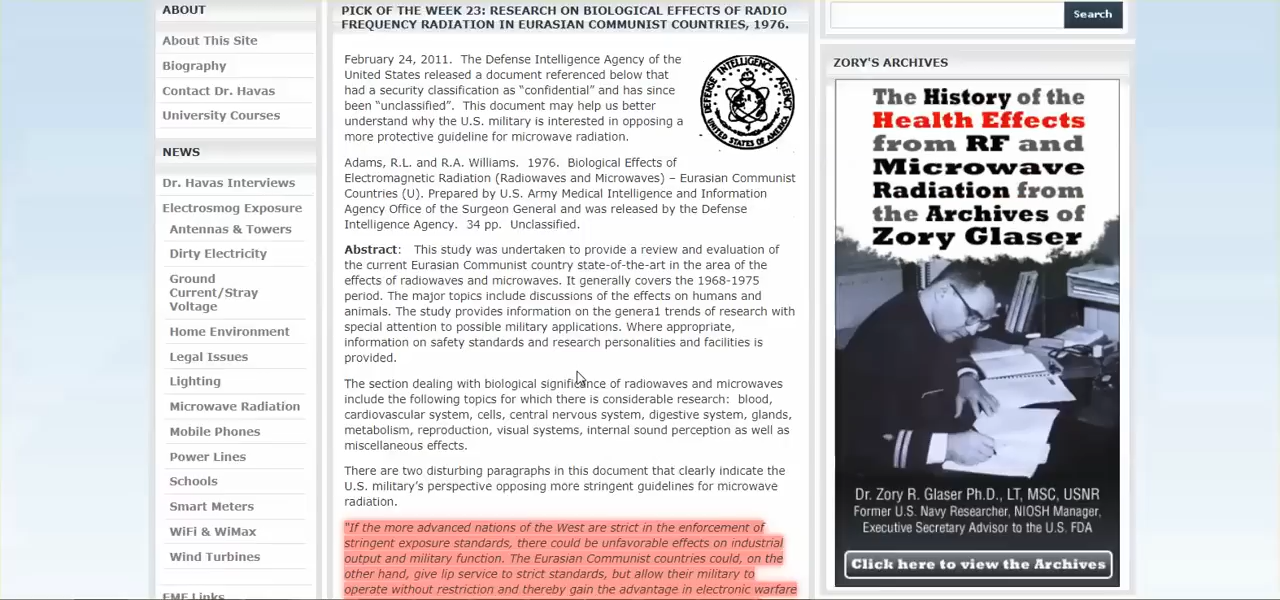 ABOUT
About This Site
Biography
Contact Dr. Havas
University Courses
NEWS
Dr. Havas Interviews
Electrosmog Exposure
Antennas & Towers
Dirty Electricity
Ground
Current/Stray
Voltage
Home Environment
Legal Issues
Lighting
Microwave Radiation
Mobile Phones
Power Lines
Schools
Smart Meters
WiFi & WiMax
Wind Turbines
EMF Links
PICK OF THE WEEK 23: RESEARCH ON BIOLOGICAL EFFECTS OF RADIO
FREQUENCY RADIATION IN EURASIAN COMMUNIST COUNTRIES, 1976.
February 24, 2011. The Defense Intelligence Agency of the
United States released a document referenced below that
had a security classification as “confidential” and has since
been “unclassified”. This document may help us better
understand why the U.S. military is interested in opposing a
more protective guideline for microwave radiation.
DEFENSE INTELLIGENCE AGENCY
UNITED STATES OF AMERICA
Adams, R.L. and R.A. Williams. 1976. Biological Effects of
Electromagnetic Radiation (Radiowaves and Microwaves) – Eurasian Communist
Countries (U). Prepared by U.S. Army Medical Intelligence and Information
Agency Office of the Surgeon General and was released by the Defense
Intelligence Agency. 34 pp. Unclassified.
Abstract: This study was undertaken to provide a review and evaluation of
the current Eurasian Communist country state-of-the-art in the area of the
effects of radiowaves and microwaves. It generally covers the 1968-1975
period. The major topics include discussions of the effects on humans and
animals. The study provides information on the genera1 trends of research with
special attention to possible military applications. Where appropriate,
information on safety standards and research personalities and facilities is
provided.
The section dealing with biological significance of radiowaves and microwaves
include the following topics for which there is considerable research: blood,
cardiovascular system, cells, central nervous system, digestive system, glands,
metabolism, reproduction, visual systems, internal sound perception as well as
miscellaneous effects.
There are two disturbing paragraphs in this document that clearly indicate the
U.S. military’s perspective opposing more stringent guidelines for microwave
radiation.
“If the more advanced nations of the West are strict in the enforcement of
stringent exposure standards, there could be unfavorable effects on industrial
output and military function. The Eurasian Communist countries could, on the
other hand, give lip service to strict standards, but allow their military to
operate without restriction and thereby gain the advantage in electronic warfare
Search
ZORY'S ARCHIVES
The History of the
Health Effects
from RF and
Microwave
Radiation from
the Archives of
Zory Glaser
Dr. Zory R. Glaser Ph.D., LT, MSC, USNR
Former U.S. Navy Researcher, NIOSH Manager,
Executive Secretary Advisor to the U.S. FDA
Click here to view the Archives